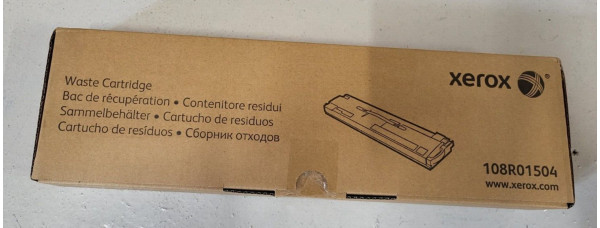 Waste Cartridge
Bac de récupération • Contenitore residui
Sammelbehälter • Cartucho de residuos
Cartucho de resíduos • Сборник отходов
xerox
108R01504
www.xerox.com